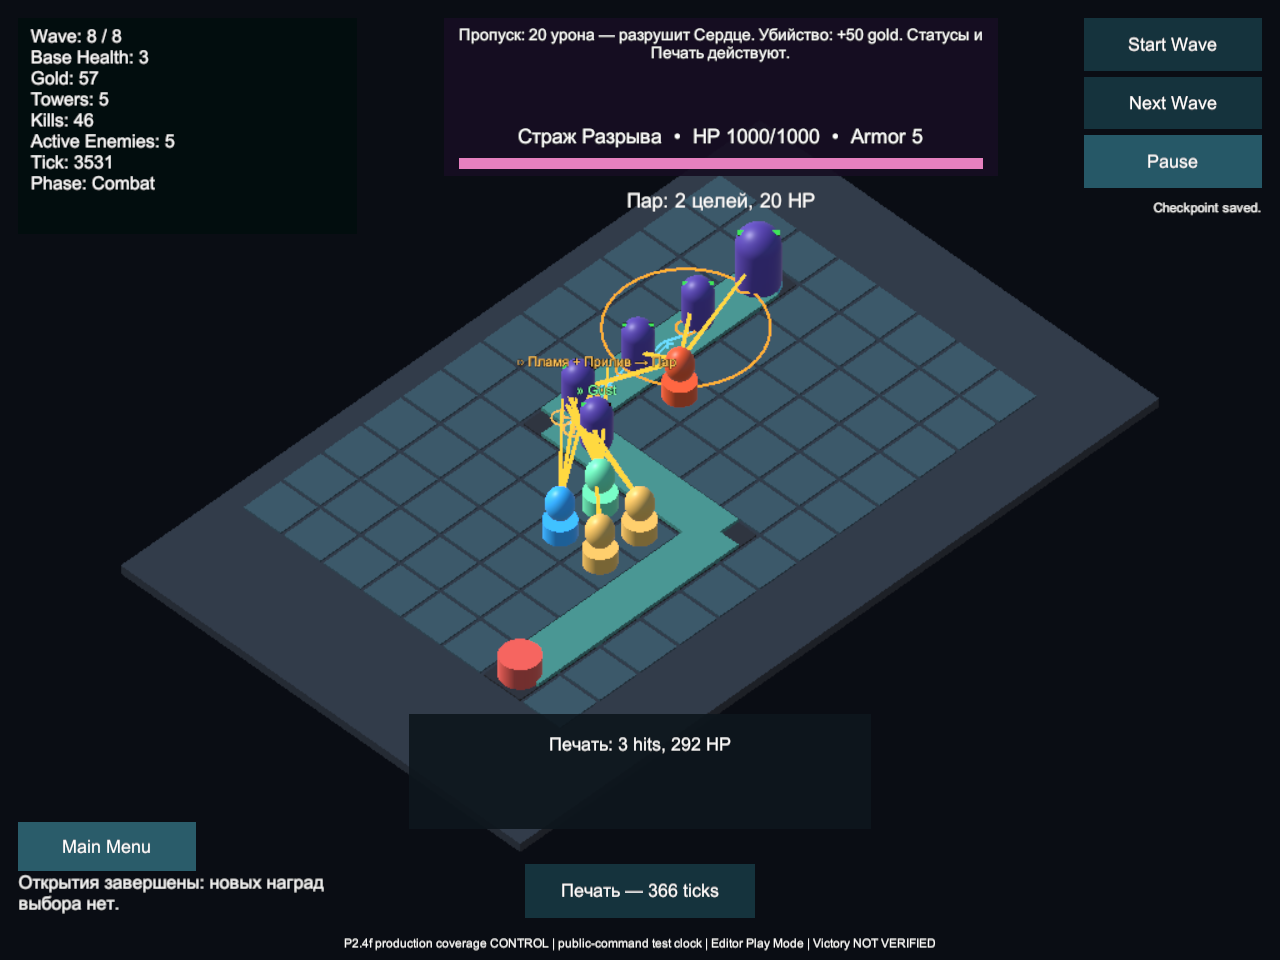 Wave: 8 / 8
Base Health: 3
Gold: 57
Towers: 5
Kills: 46
Active Enemies: 5
Tick: 3531
Phase: Combat
Пропуск: 20 урона — разрушит Сердце. Убийство: +50 gold. Статусы и
Печать действуют.
Страж Разрыва • HP 1000/1000 • Armor 5
Start Wave
Next Wave
Pause
Checkpoint saved.
Пар: 2 целей, 20 HP
» Пламя + Прилив → Пар
» Gust
Печать: 3 hits, 292 HP
Main Menu
Открытия завершены: новых наград
выбора нет.
Печать — 366 ticks
P2.4f production coverage CONTROL | public-command test clock | Editor Play Mode | Victory NOT VERIFIED